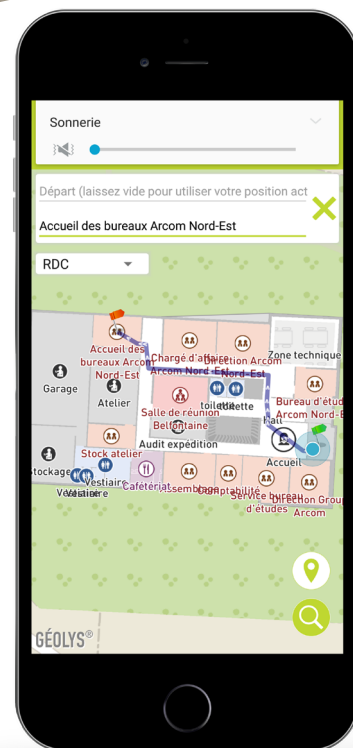 Sonnerie
Départ (laissez vide pour utiliser votre position act
Accueil des bureaux Arcom Nord-Est
RDC
Accueil des
bureaux Arcom
Nord-Est
Chargé d'affaire
Arcom Nord-Est
Direction Arcom
Nord-Est
Zone technique
Garage
Atelier
Salle de réunion
Belfontaine
toilette
toilette
Hall
Bureau d'étud
Arcom Nord-E
Stock atelier
Audit expédition
Accueil
Stockage
Vestiaire
Vestiaire
Cafétériat
Assemblage
Comptabilité
Service bureau
d'études
Direction Group
Arcom
GÉOLYS®